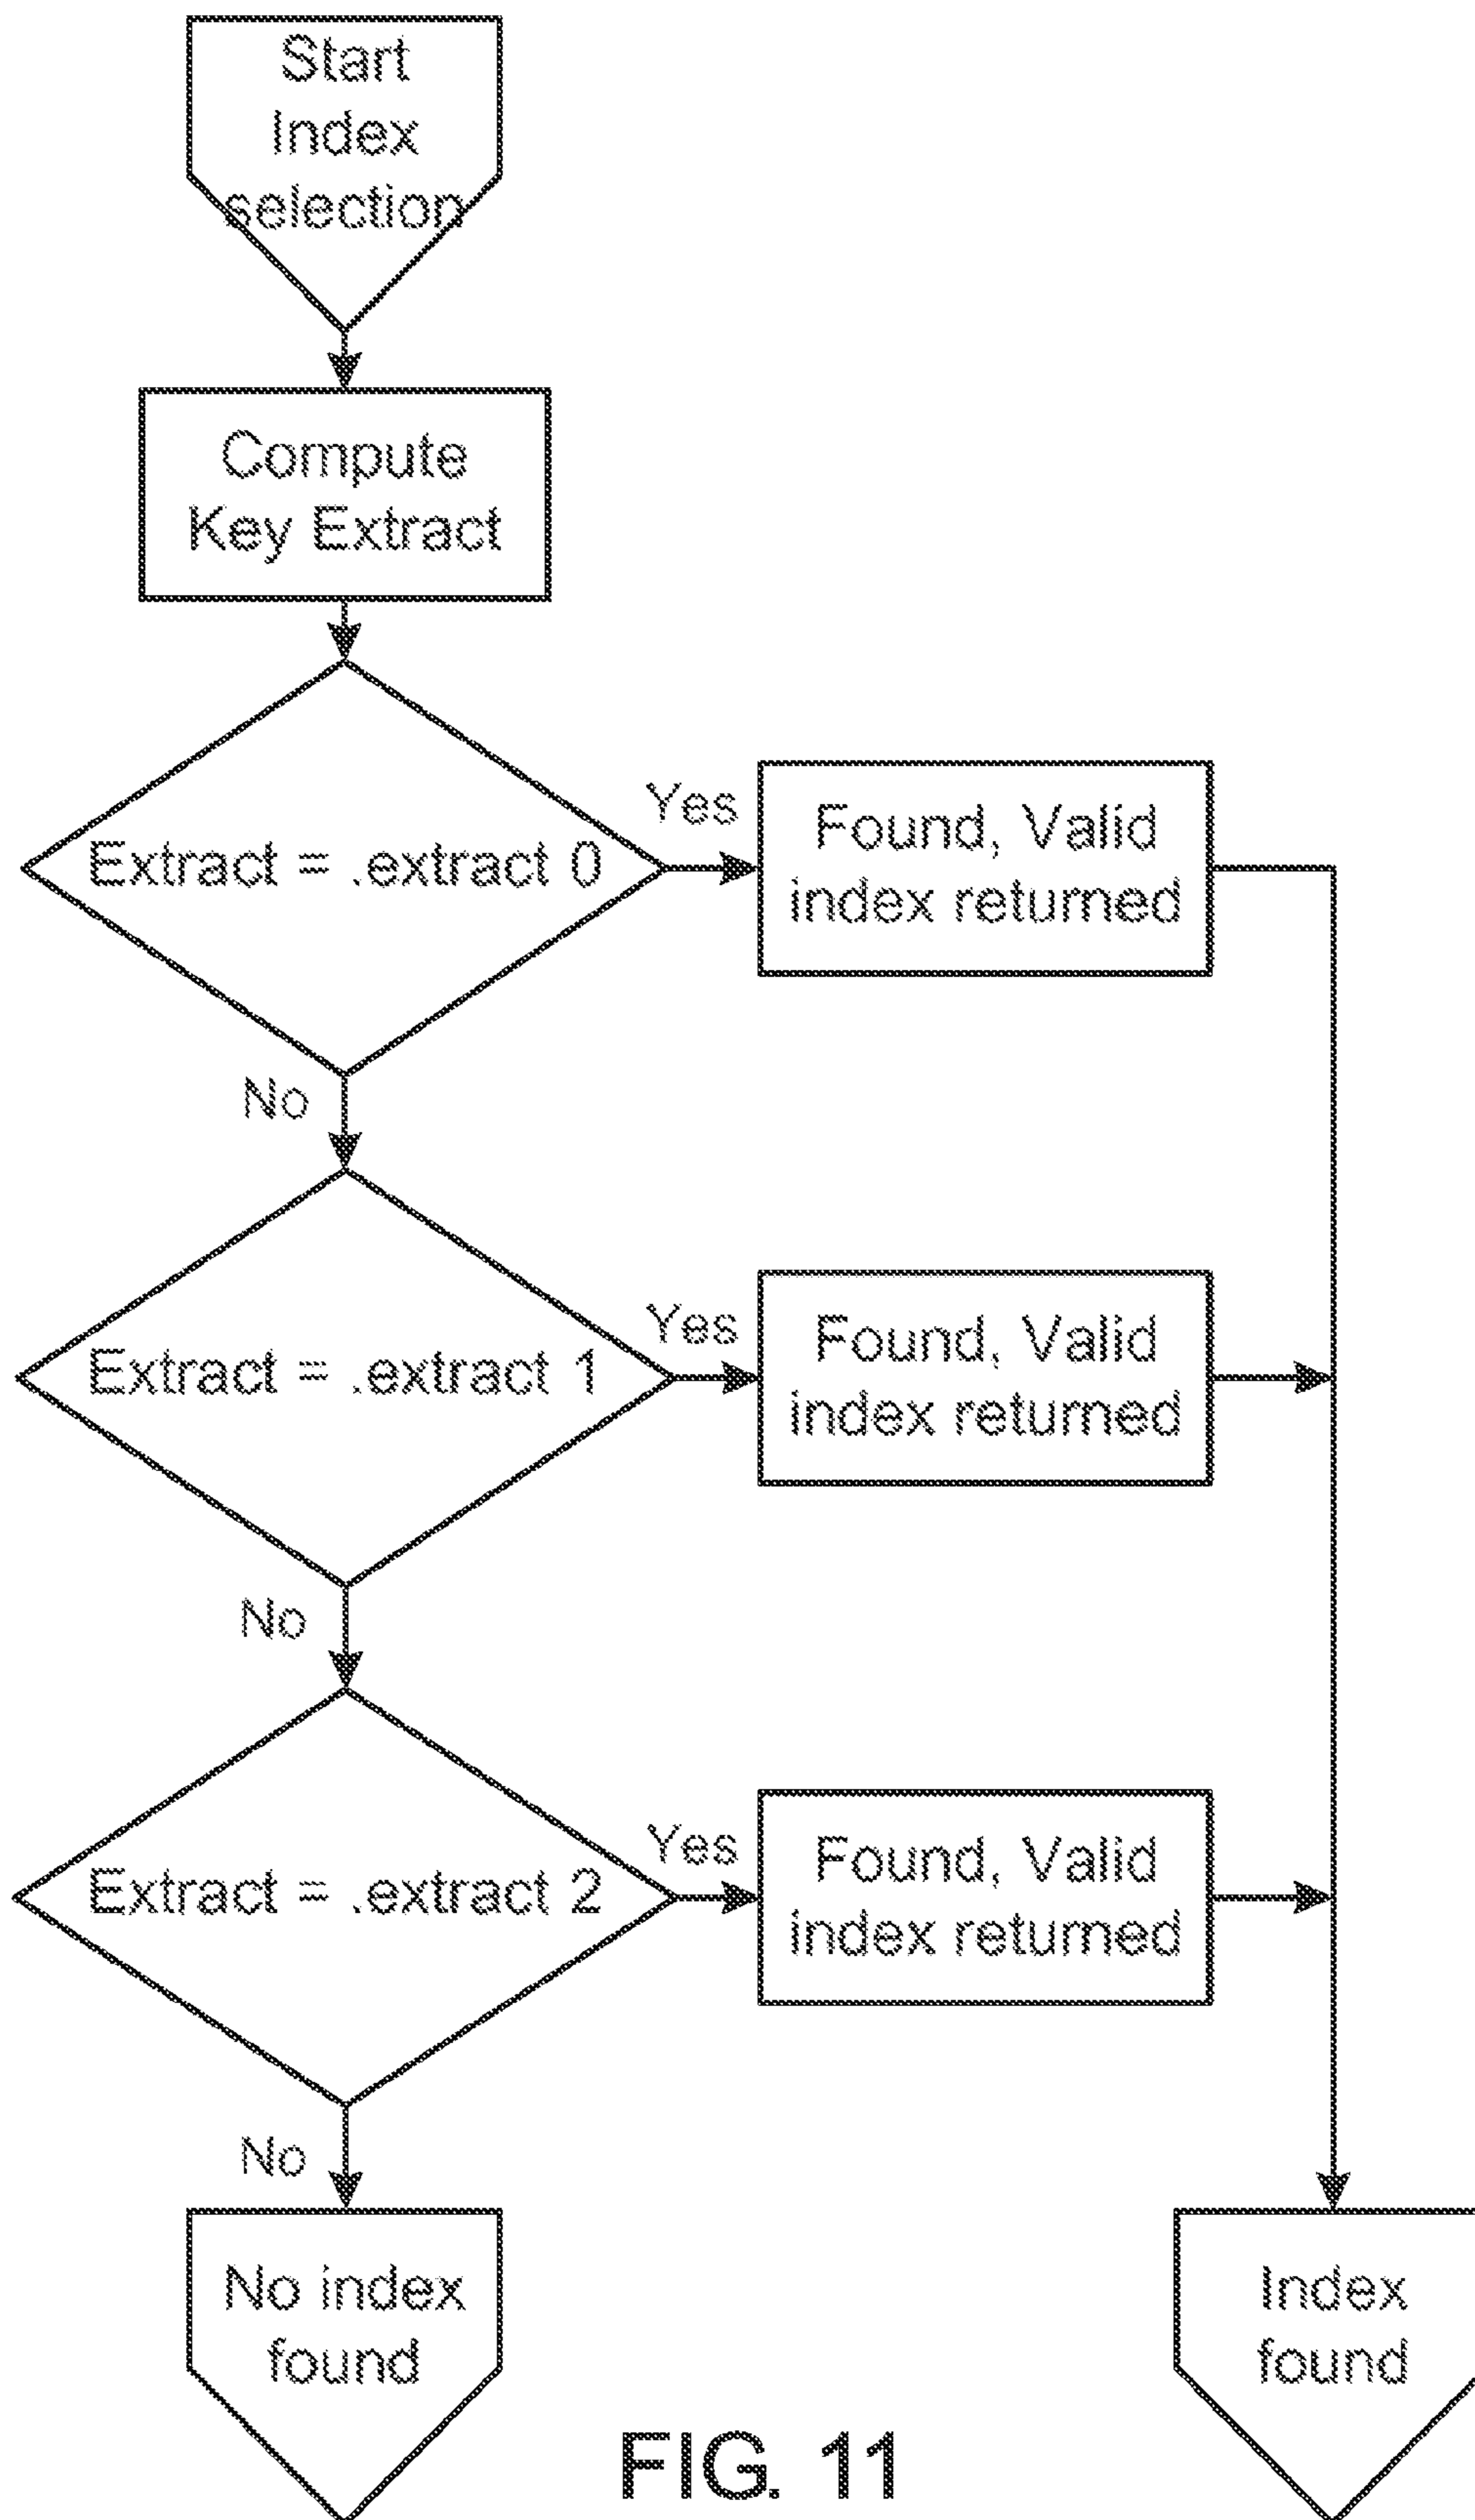 Start
Index
selection
Compute
Key Extract
Extract = .extract 0
Yes
Found, Valid
index returned
No
Extract = .extract 1
Yes
Found, Valid
index returned
No
Extract = .extract 2
Yes
Found, Valid
index returned
No
No index
found
Index
found
FIG. 11